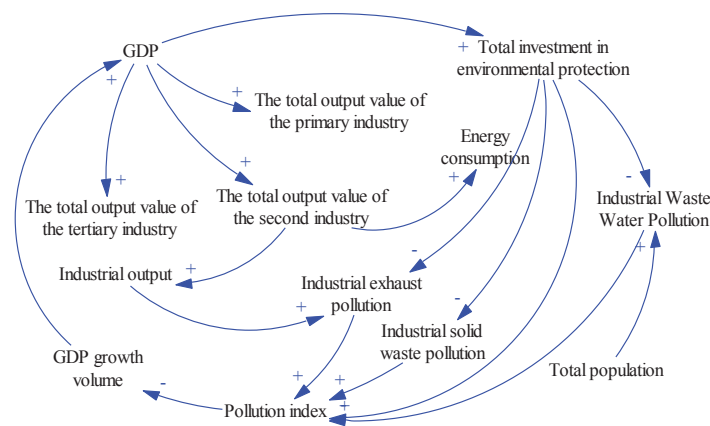 GDP
+
+ Total investment in
environmental protection
+
The total output value of
the primary industry
+
Energy
consumption
+
+
+
-
The total output value of
the tertiary industry
The total output value of
the second industry
Industrial Waste
Water Pollution
+
-
Industrial output
+
Industrial exhaust
pollution
+
-
Industrial solid
waste pollution
GDP growth
volume
Total population
+
+
-
+
-
Pollution index